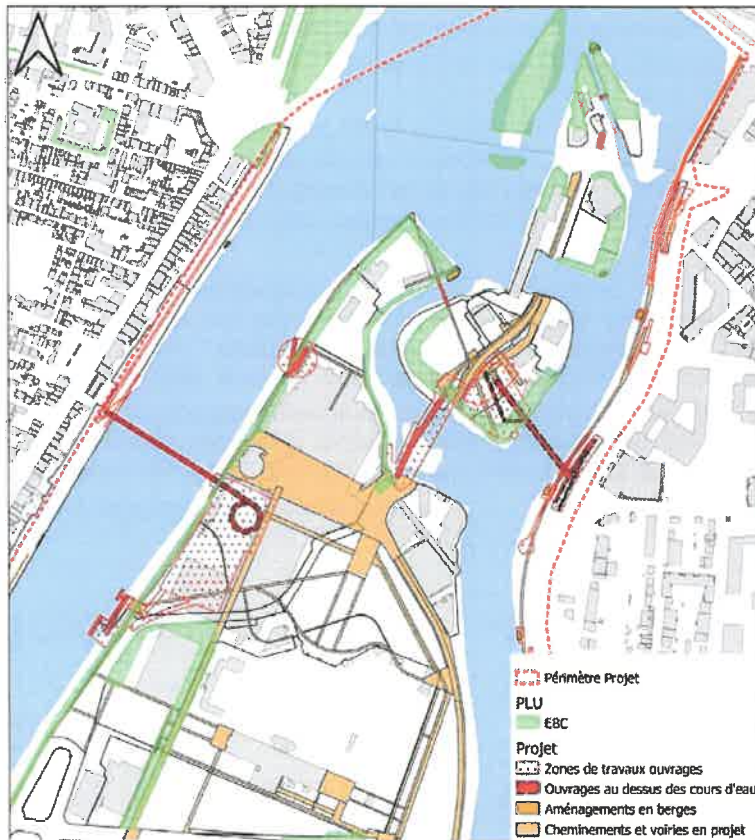 Périmètre Projet
PLU
EBC
Projet
Zones de travaux ouvrages
Ouvrages au dessus des cours d'eau
Aménagements en berges
Cheminements et voiries en projet